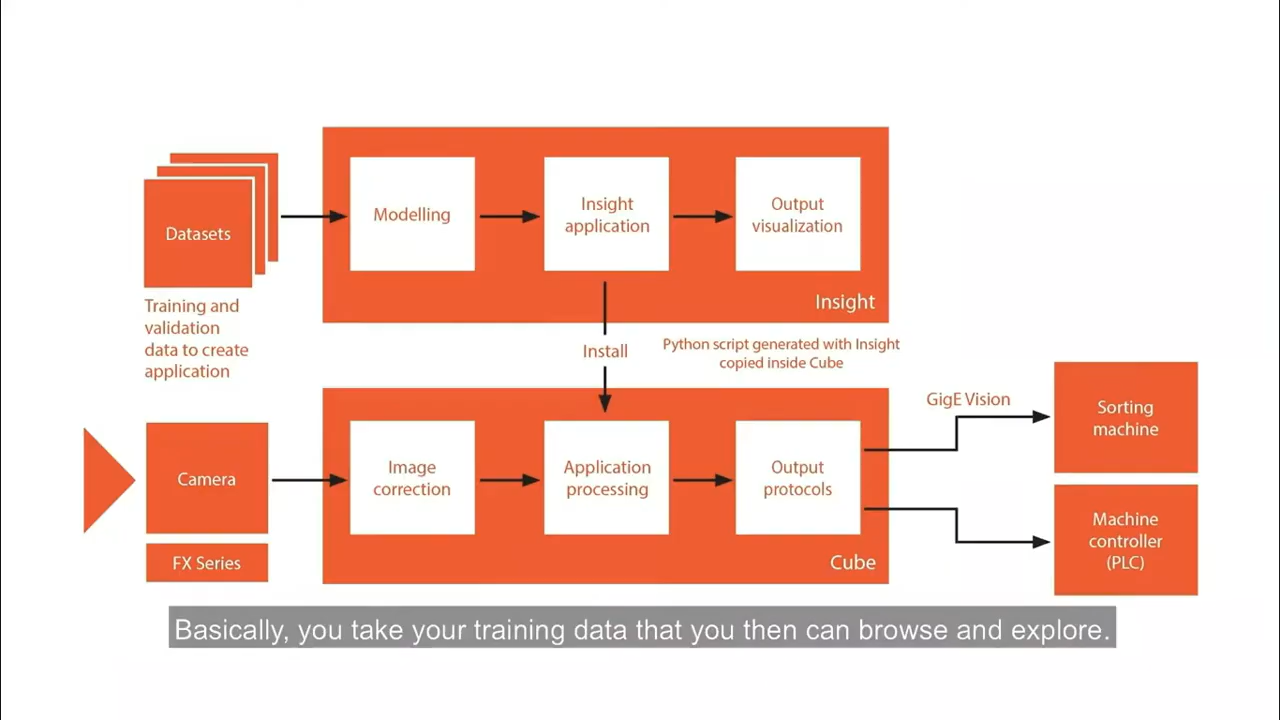 Datasets
Training and
validation
data to create
application
Modelling
Insight
application
Output
visualization
Insight
Install
Python script generated with Insight
copied inside Cube
Camera
FX Series
Image
correction
Application
processing
Output
protocols
Cube
GigE Vision
Sorting
machine
Machine
controller
(PLC)
Basically, you take your training data that you then can browse and explore.